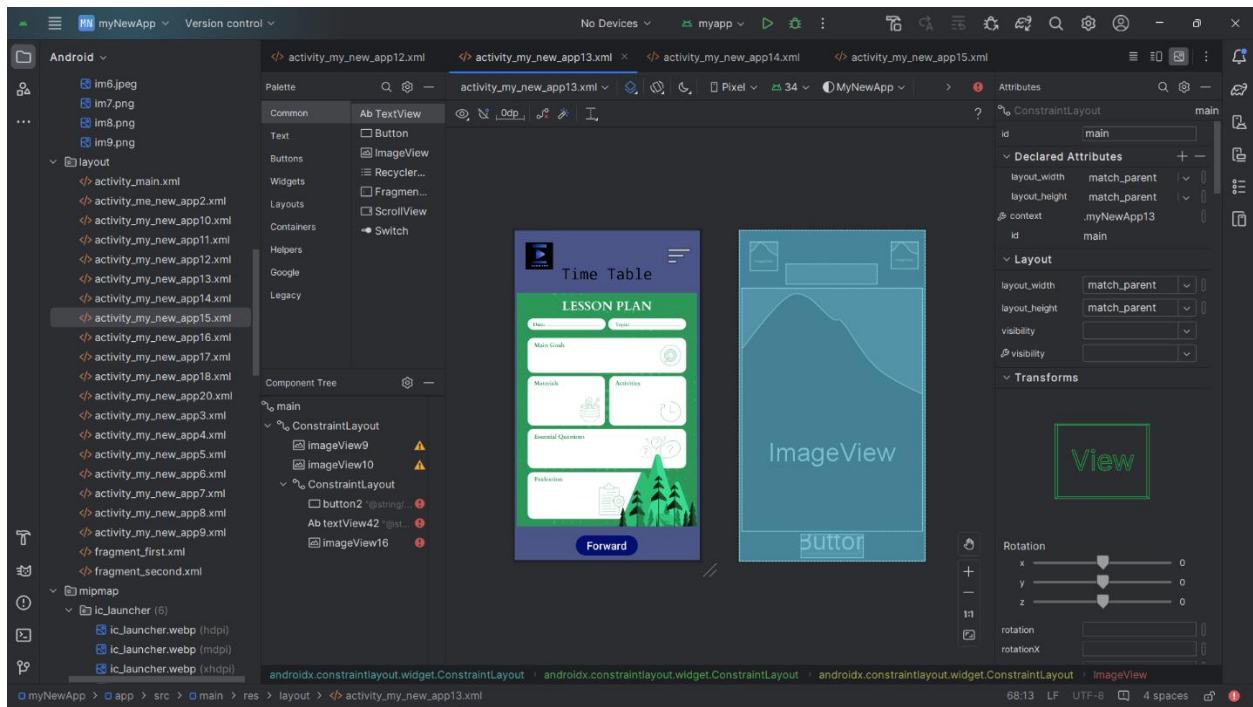 MN myNewApp Version control No Devices myapp
Android
activity_my_new_app12.xml activity_my_new_app13.xml activity_my_new_app14.xml activity_my_new_app15.xml
im6.jpeg
im7.png
im8.png
im9.png
layout
activity_main.xml
activity_me_new_app2.xml
activity_my_new_app10.xml
activity_my_new_app11.xml
activity_my_new_app12.xml
activity_my_new_app13.xml
activity_my_new_app14.xml
activity_my_new_app15.xml
activity_my_new_app16.xml
activity_my_new_app17.xml
activity_my_new_app18.xml
activity_my_new_app20.xml
activity_my_new_app3.xml
activity_my_new_app4.xml
activity_my_new_app5.xml
activity_my_new_app6.xml
activity_my_new_app7.xml
activity_my_new_app8.xml
activity_my_new_app9.xml
fragment_first.xml
fragment_second.xml
mipmap
ic_launcher (6)
ic_launcher.webp (hdpi)
ic_launcher.webp (mdpi)
ic_launcher.webp (xhdpi)
Palette
Common
Text
Buttons
Widgets
Layouts
Containers
Helpers
Google
Legacy
Ab TextView
Button
ImageView
Recycler...
Fragmen...
ScrollView
Switch
Component Tree
main
ConstraintLayout
imageView9
imageView10
ConstraintLayout
button2 "@string/...
Ab textView42 "@st...
imageView16
activity_my_new_app13.xml Pixel 34 MyNewApp
0dp
?
Time Table
LESSON PLAN
Date: Topic:
Main Goals
Materials Activities
Essential Questions
Evaluation
Forward
ImageView
Button
1:1
Attributes
ConstraintLayout main
id main
Declared Attributes
layout_width match_parent
layout_height match_parent
context .myNewApp13
id main
Layout
layout_width match_parent
layout_height match_parent
visibility
visibility
Transforms
View
Rotation
x 0
y 0
z 0
rotation
rotationX
androidx.constraintlayout.widget.ConstraintLayout androidx.constraintlayout.widget.ConstraintLayout androidx.constraintlayout.widget.ConstraintLayout ImageView
myNewApp > app > src > main > res > layout > activity_my_new_app13.xml 68:13 LF UTF-8 4 spaces